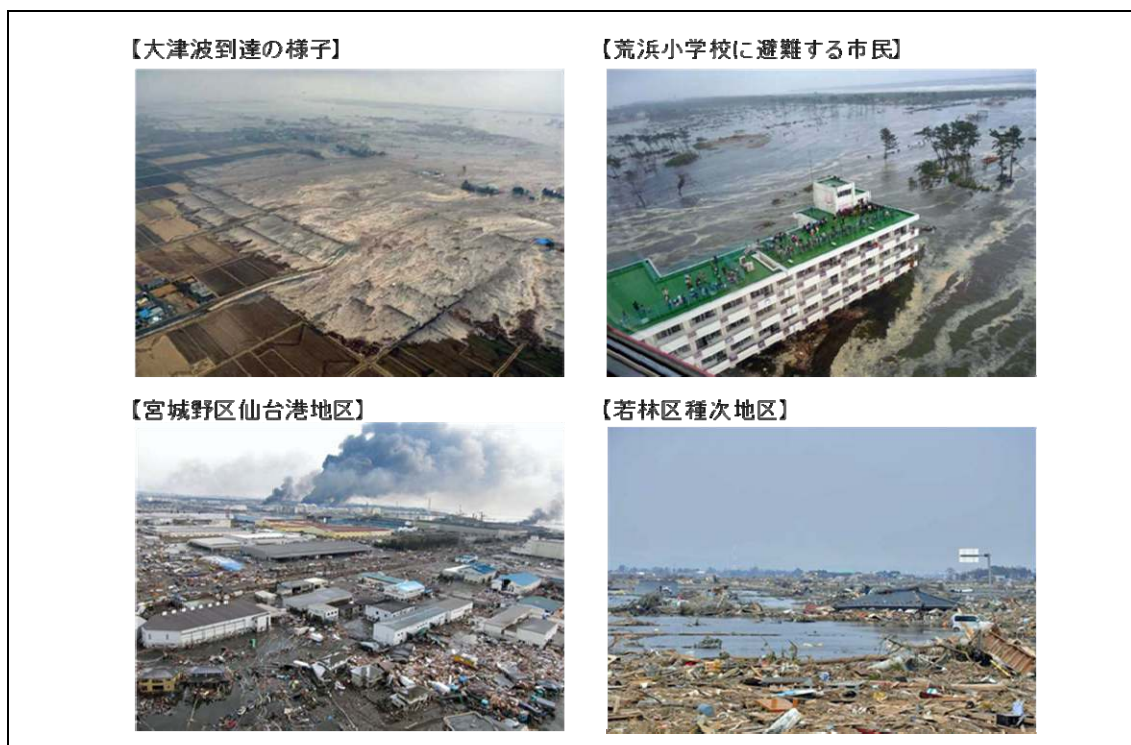 【大津波到達の様子】
【荒浜小学校に避難する市民】
【宮城野区仙台港地区】
【若林区種次地区】